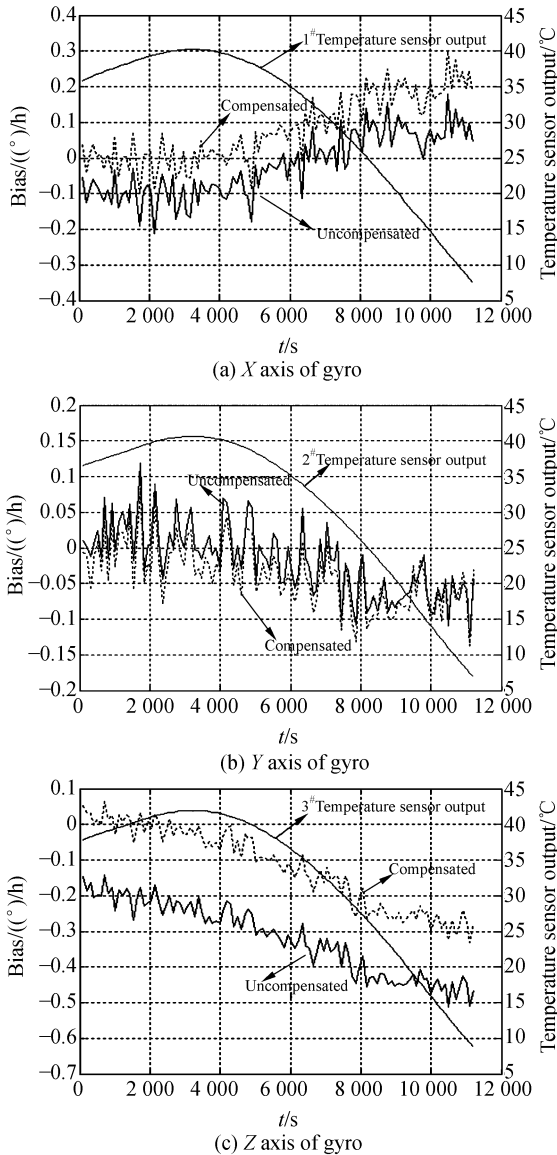 0.4 45
0.3 40
1# Temperature sensor output
0.2 35
Compensated
0.1 30
0 25
−0.1 20
Uncompensated
−0.2 15
−0.3 10
−0.4 5
Bias/((°)/h)
Temperature sensor output/℃
0 2 000 4 000 6 000 8 000 10 000 12 000
t/s
(a) X axis of gyro
0.2 45
0.15 40
2# Temperature sensor output
0.1 35
Uncompensated
0.05 30
0 25
−0.05 20
−0.1 15
Compensated
−0.15 10
−0.2 5
Bias/((°)/h)
Temperature sensor output/℃
0 2 000 4 000 6 000 8 000 10 000 12 000
t/s
(b) Y axis of gyro
0.1 45
3# Temperature sensor output
0 40
−0.1 35
Compensated
−0.2 30
−0.3 25
−0.4 20
Uncompensated
−0.5 15
−0.6 10
−0.7 5
Bias/((°)/h)
Temperature sensor output/℃
0 2 000 4 000 6 000 8 000 10 000 12 000
t/s
(c) Z axis of gyro